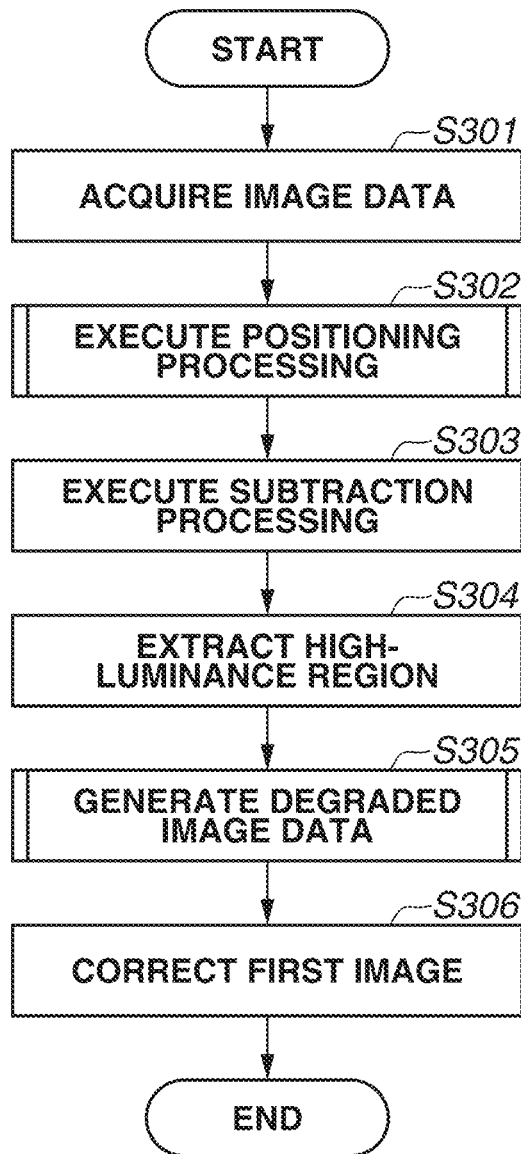 START
S301
ACQUIRE IMAGE DATA
S302
EXECUTE POSITIONING
PROCESSING
S303
EXECUTE SUBTRACTION
PROCESSING
S304
EXTRACT HIGH-
LUMINANCE REGION
S305
GENERATE DEGRADED
IMAGE DATA
S306
CORRECT FIRST IMAGE
END